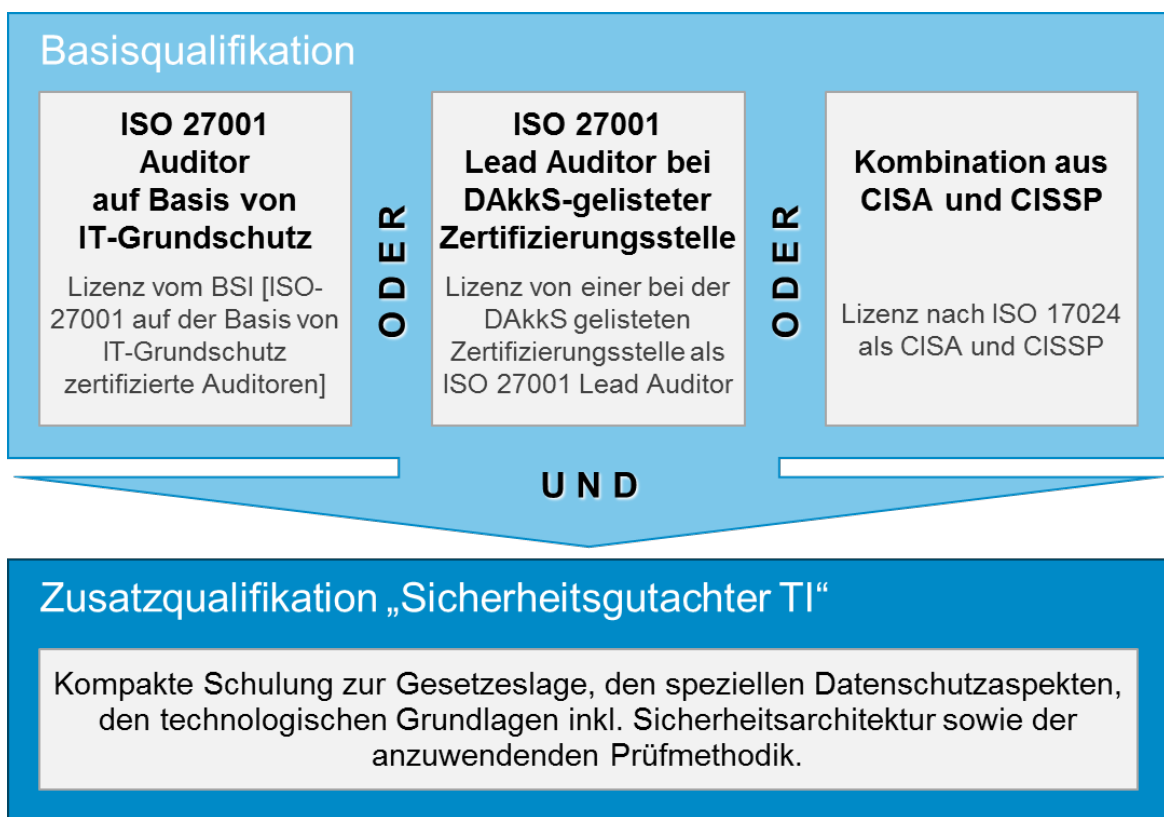 Basisqualifikation
ISO 27001
Auditor
auf Basis von
IT-Grundschutz
Lizenz vom BSI [ISO-
27001 auf der Basis von
IT-Grundschutz
zertifizierte Auditoren]
ODER
ISO 27001
Lead Auditor bei
DAkkS-gelisteter
Zertifizierungsstelle
Lizenz von einer bei der
DAkkS gelisteten
Zertifizierungsstelle als
ISO 27001 Lead Auditor
ODER
Kombination aus
CISA und CISSP
Lizenz nach ISO 17024
als CISA und CISSP
UND
Zusatzqualifikation „Sicherheitsgutachter TI“
Kompakte Schulung zur Gesetzeslage, den speziellen Datenschutzaspekten,
den technologischen Grundlagen inkl. Sicherheitsarchitektur sowie der
anzuwendenden Prüfmethodik.